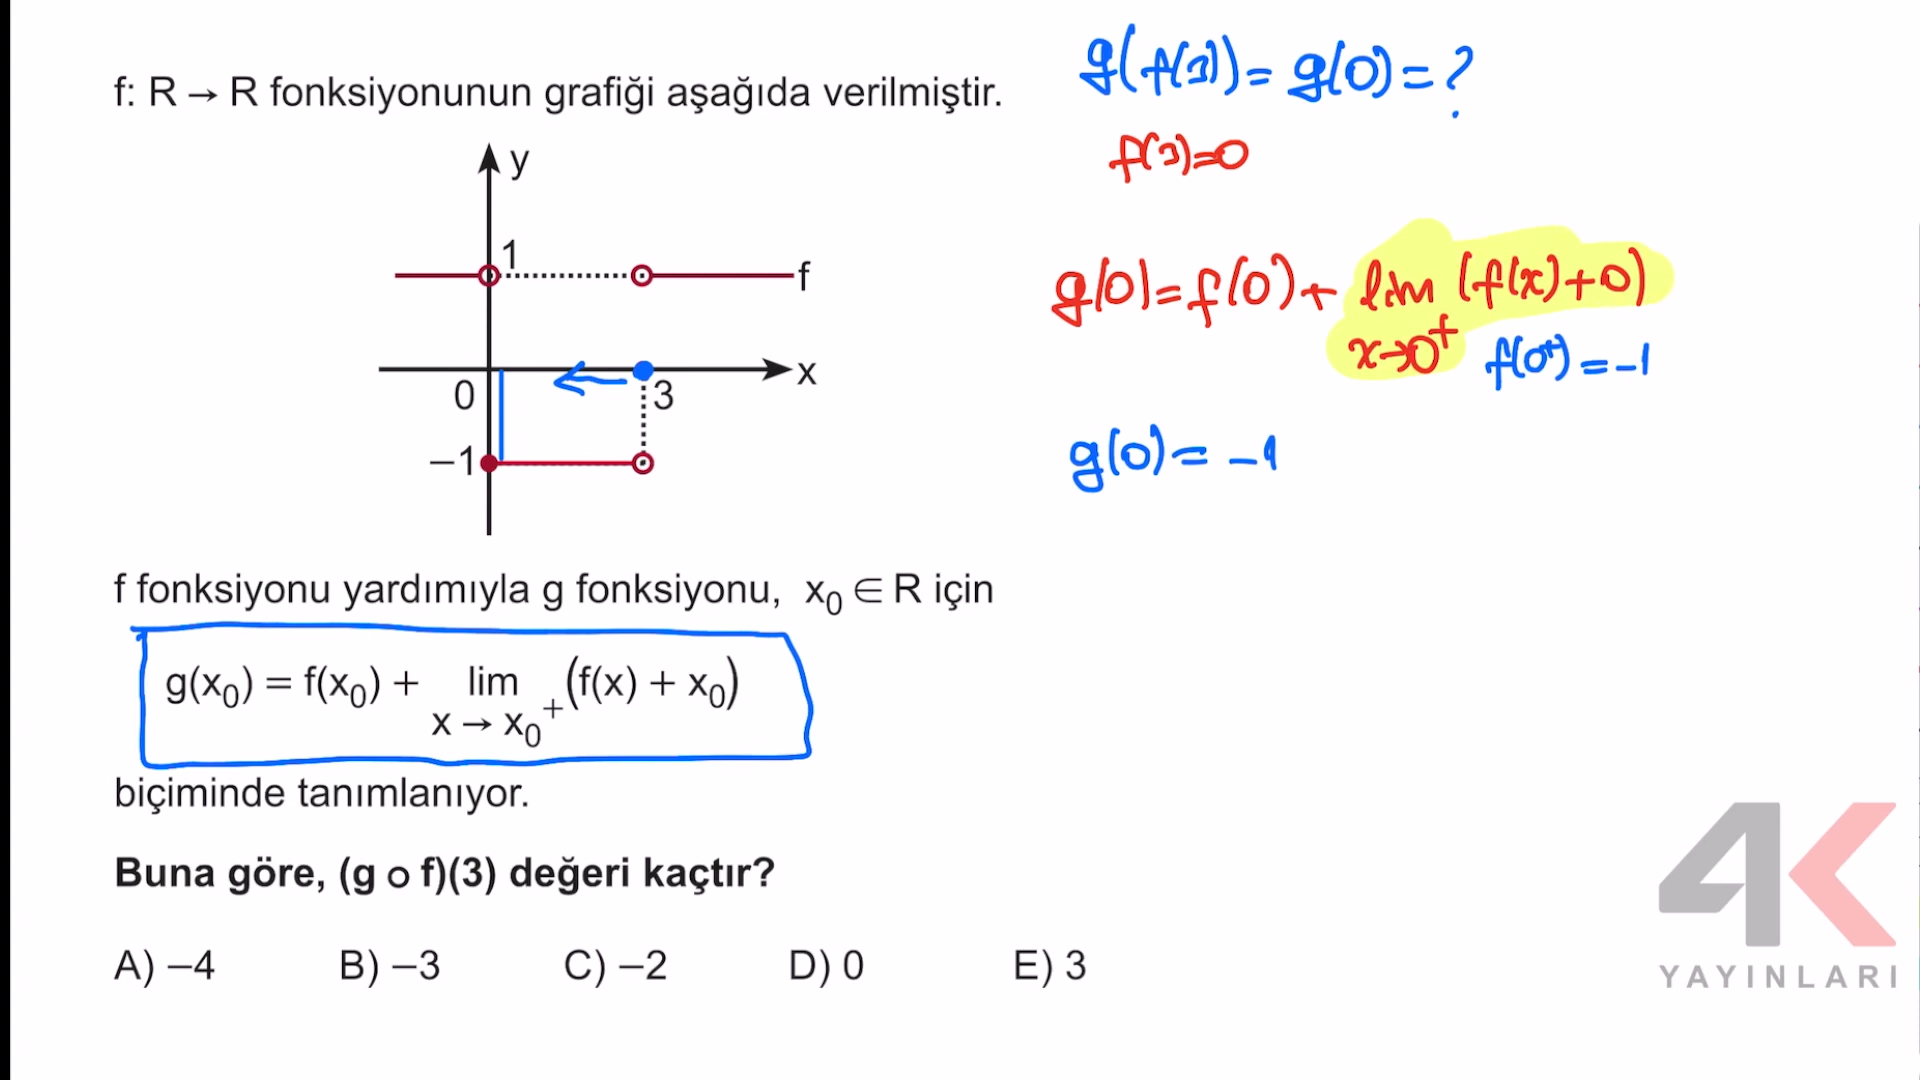 f: R → R fonksiyonunun grafiği aşağıda verilmiştir.
y
1
f
x
0
3
–1
f fonksiyonu yardımıyla g fonksiyonu, x₀ ∈ R için
g(x₀) = f(x₀) + lim (f(x) + x₀)
x → x₀⁺
biçiminde tanımlanıyor.
Buna göre, (g o f)(3) değeri kaçtır?
A) –4 B) –3 C) –2 D) 0 E) 3
g(f(3)) = g(0) = ?
f(3)=0
g(0) = f(0) + lim (f(x)+0)
x→0⁺ f(0⁺) = -1
g(0) = -1
4K
YAYINLARI